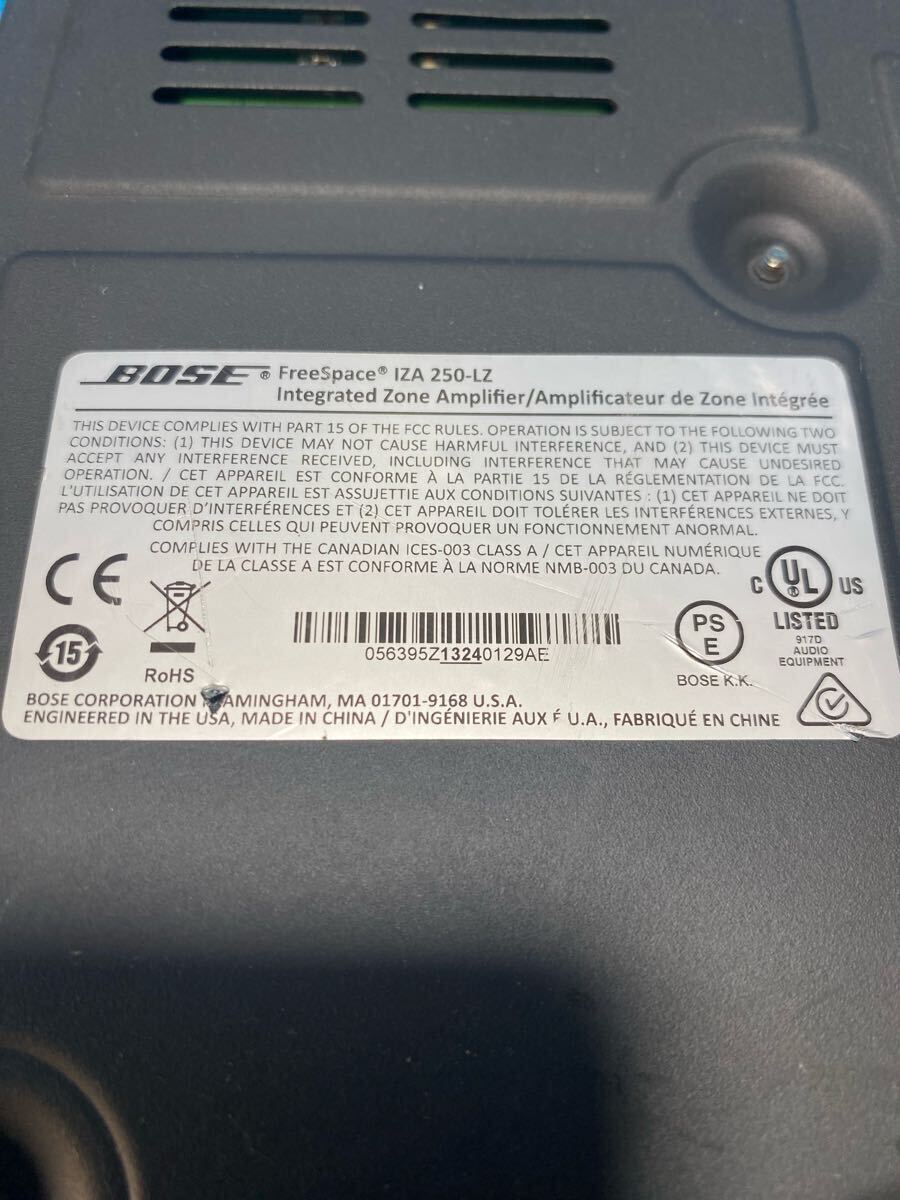 BOSE® FreeSpace® IZA 250-LZ
Integrated Zone Amplifier/Amplificateur de Zone Intégrée
THIS DEVICE COMPLIES WITH PART 15 OF THE FCC RULES. OPERATION IS SUBJECT TO THE FOLLOWING TWO
CONDITIONS: (1) THIS DEVICE MAY NOT CAUSE HARMFUL INTERFERENCE, AND (2) THIS DEVICE MUST
ACCEPT ANY INTERFERENCE RECEIVED, INCLUDING INTERFERENCE THAT MAY CAUSE UNDESIRED
OPERATION. / CET APPAREIL EST CONFORME À LA PARTIE 15 DE LA RÉGLEMENTATION DE LA FCC.
L'UTILISATION DE CET APPAREIL EST ASSUJETTIE AUX CONDITIONS SUIVANTES : (1) CET APPAREIL NE DOIT
PAS PROVOQUER D'INTERFÉRENCES ET (2) CET APPAREIL DOIT TOLÉRER LES INTERFÉRENCES EXTERNES, Y
COMPRIS CELLES QUI PEUVENT PROVOQUER UN FONCTIONNEMENT ANORMAL.
COMPLIES WITH THE CANADIAN ICES-003 CLASS A / CET APPAREIL NUMÉRIQUE
DE LA CLASSE A EST CONFORME À LA NORME NMB-003 DU CANADA.
CE
C UL® US
LISTED
917D
AUDIO
EQUIPMENT
PS
E
BOSE K.K.
15
RoHS
056395Z13240129AE
BOSE CORPORATION AMINGHAM, MA 01701-9168 U.S.A.
ENGINEERED IN THE USA, MADE IN CHINA / D'INGÉNIERIE AUX É U.A., FABRIQUÉ EN CHINE